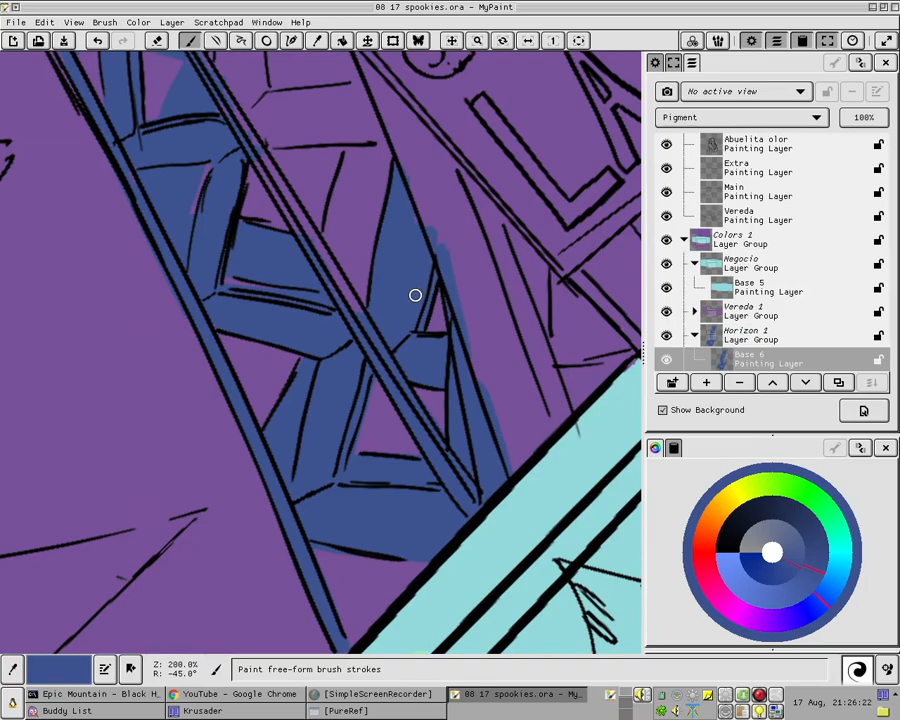 08 17 spookies.ora - MyPaint
File Edit View Brush Color Layer Scratchpad Window Help
No active view
Pigment
100%
Abuelita olor
Painting Layer
Extra
Painting Layer
Main
Painting Layer
Vereda
Painting Layer
Colors 1
Layer Group
Negocio
Layer Group
Base 5
Painting Layer
Vereda 1
Layer Group
Horizon 1
Layer Group
Base 6
Painting Layer
Show Background
Z: 200.0%
R: -45.0°
Paint free-form brush strokes
Epic Mountain - Black H
YouTube - Google Chrome
[SimpleScreenRecorder]
08 17 spookies.ora - My
17 Aug, 21:26:22
Buddy List
Krusader
[PureRef]